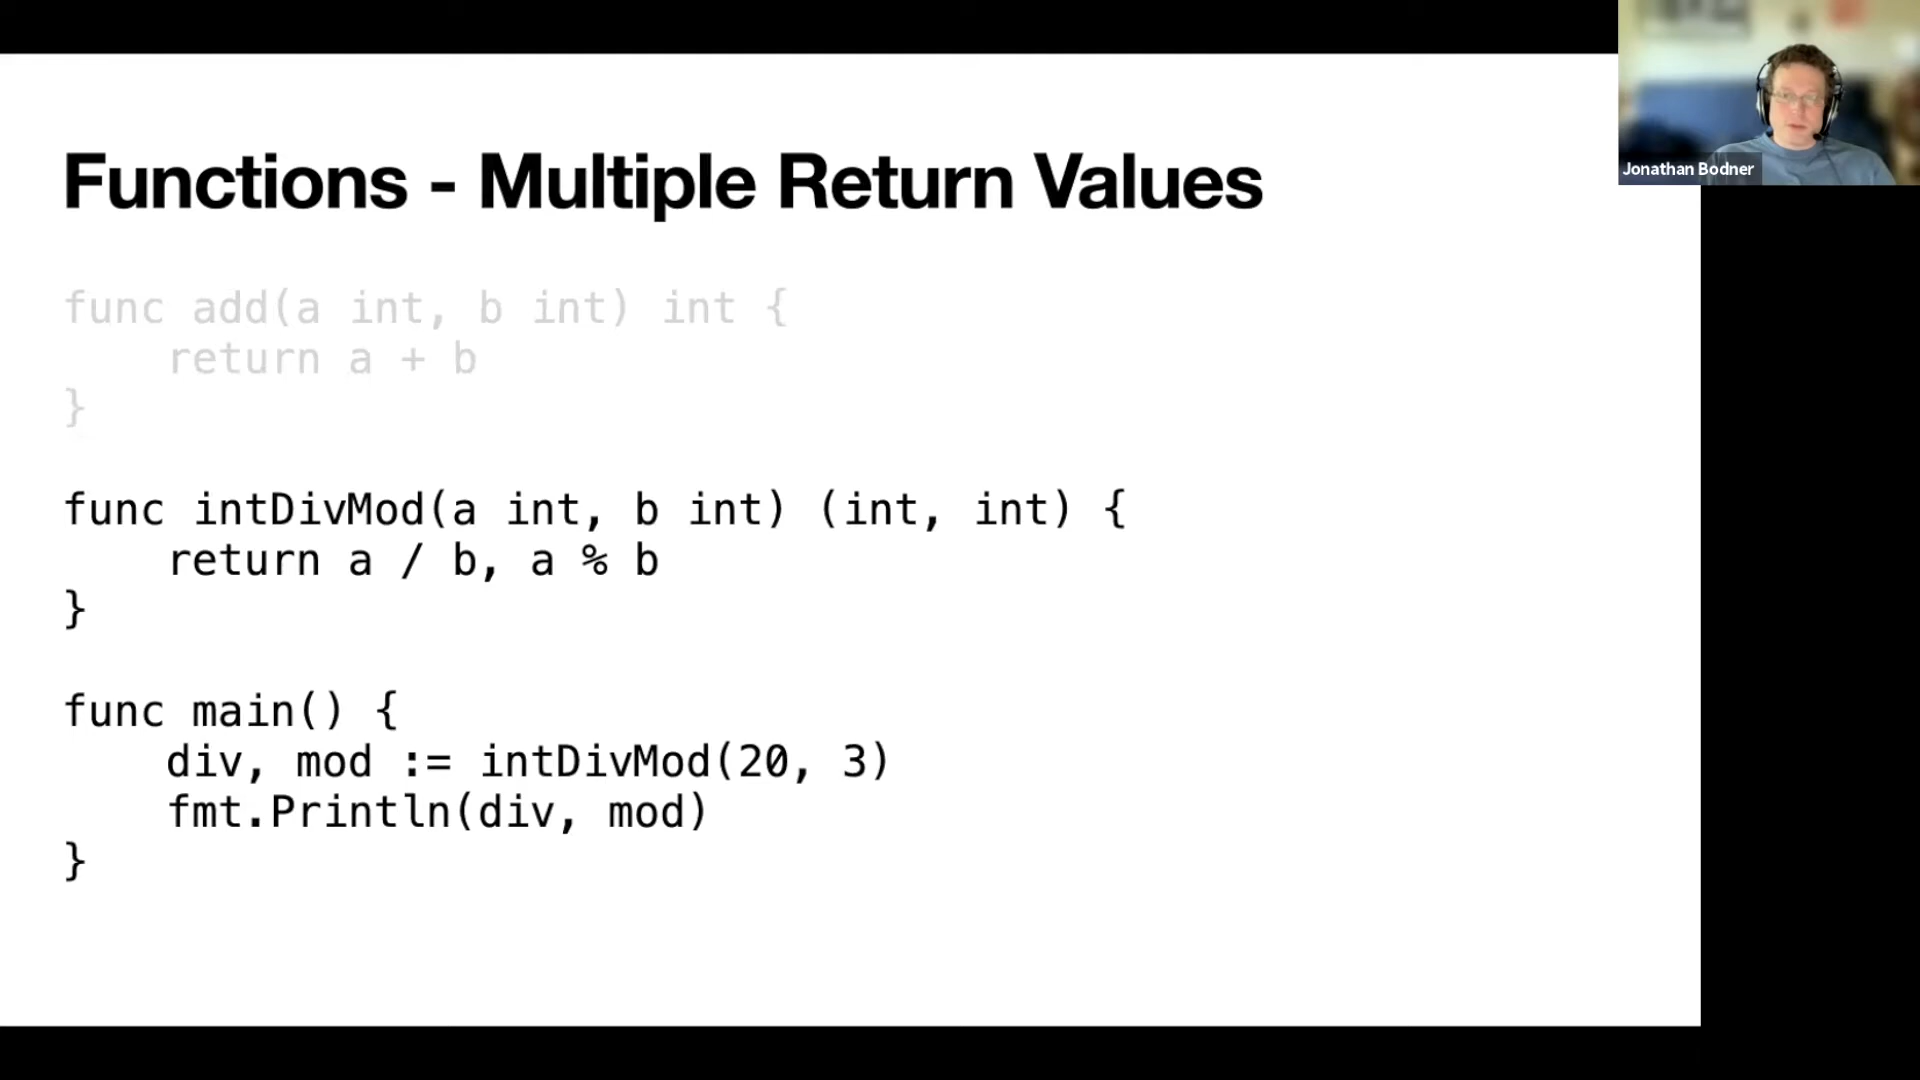 Functions - Multiple Return Values
Jonathan Bodner
func add(a int, b int) int {
    return a + b
}
func intDivMod(a int, b int) (int, int) {
    return a / b, a % b
}
func main() {
    div, mod := intDivMod(20, 3)
    fmt.Println(div, mod)
}